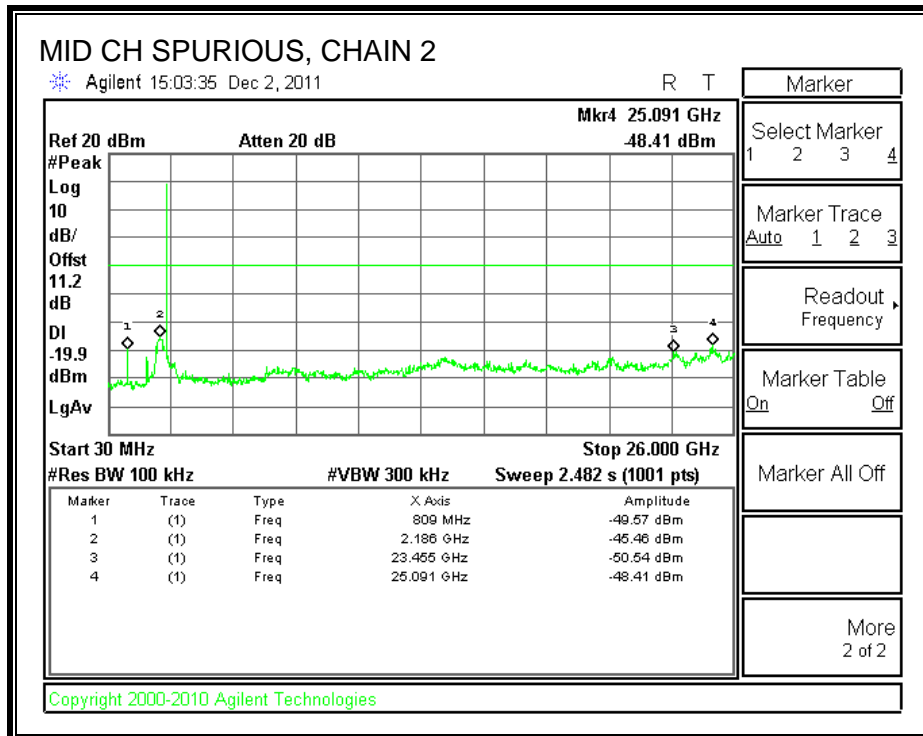 MID CH SPURIOUS, CHAIN 2
Agilent 15:03:35 Dec 2, 2011 R T
Mkr4 25.091 GHz
Ref 20 dBm Atten 20 dB -48.41 dBm
#Peak
Log
10
dB/
Offst
11.2
dB
DI
-19.9
dBm
LgAv
1
2
3
4
Start 30 MHz Stop 26.000 GHz
#Res BW 100 kHz #VBW 300 kHz Sweep 2.482 s (1001 pts)
Marker Trace Type X Axis Amplitude
1 (1) Freq 809 MHz -49.57 dBm
2 (1) Freq 2.186 GHz -45.46 dBm
3 (1) Freq 23.455 GHz -50.54 dBm
4 (1) Freq 25.091 GHz -48.41 dBm
Marker
Select Marker
1 2 3 4
Marker Trace
Auto 1 2 3
Readout
Frequency
Marker Table
On Off
Marker All Off
More
2 of 2
Copyright 2000-2010 Agilent Technologies